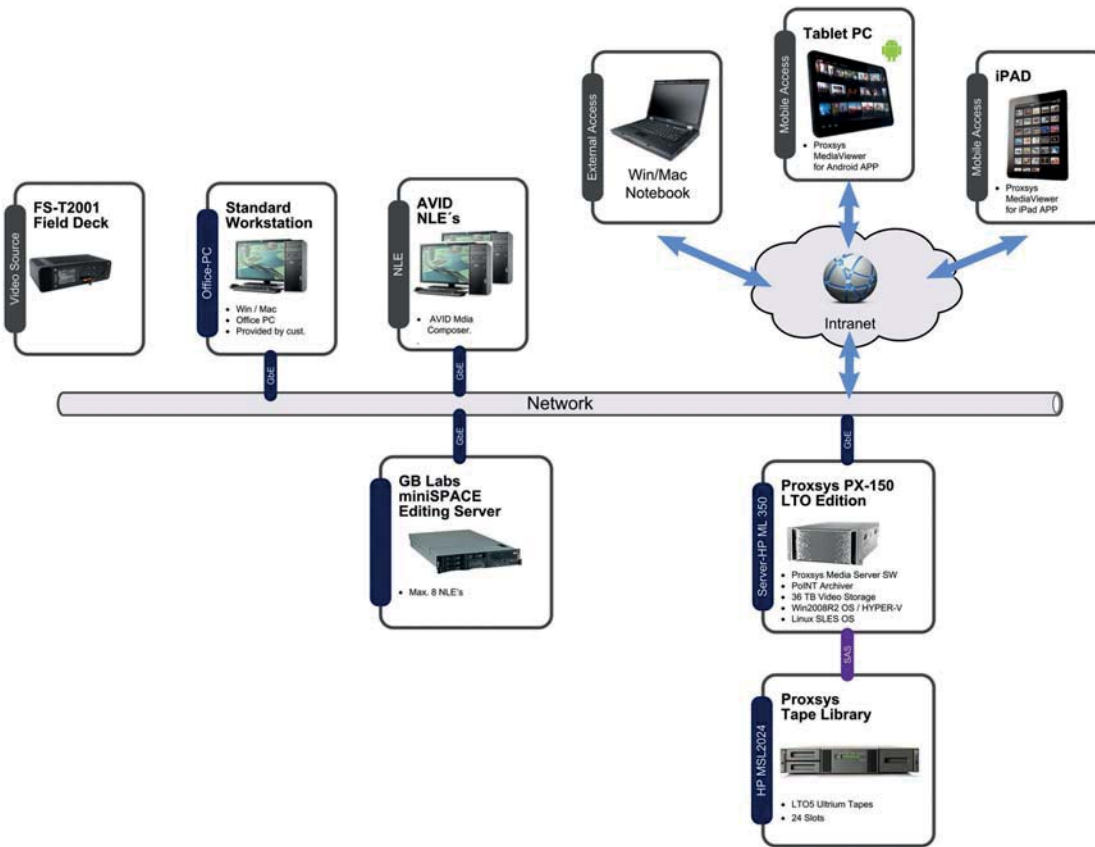 Video Source
FS-T2001
Field Deck
Office-PC
Standard
Workstation
• Win / Mac
• Office PC
• Provided by cust.
GbE
NLE
AVID
NLE´s
• AVID Mdia
Composer.
GbE
External Access
Win/Mac
Notebook
Mobile Access
Tablet PC
• Proxsys
MediaViewer
for Android APP
Mobile Access
iPAD
• Proxsys
MediaViewer
for iPad APP
Intranet
Network
GbE
GB Labs
miniSPACE
Editing Server
• Max. 8 NLE's
GbE
Server-HP ML 350
Proxsys PX-150
LTO Edition
• Proxsys Media Server SW
• PoINT Archiver
• 36 TB Video Storage
• Win2008R2 OS / HYPER-V
• Linux SLES OS
SAS
HP MSL2024
Proxsys
Tape Library
• LTO5 Ultrium Tapes
• 24 Slots